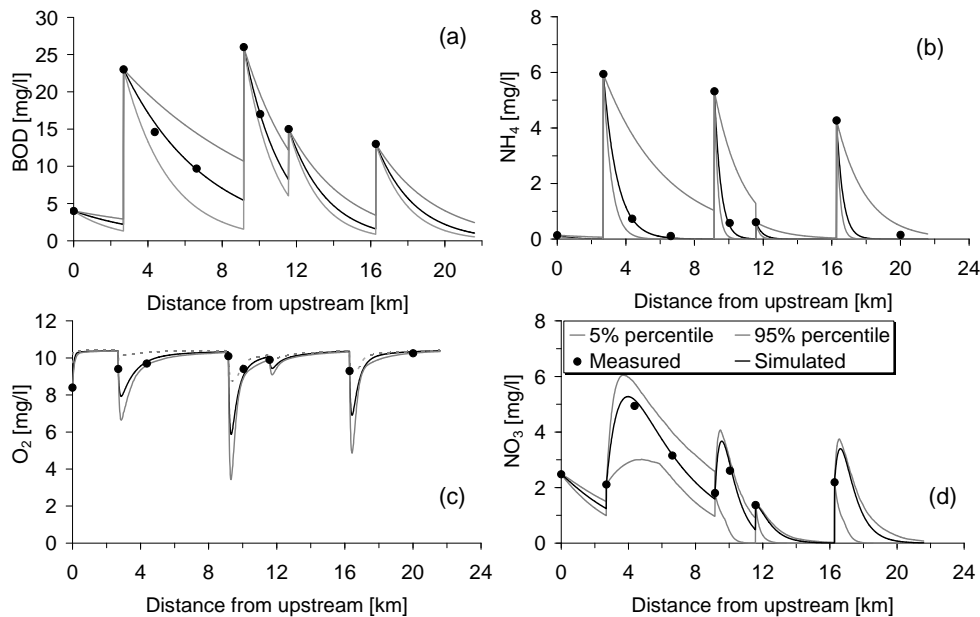 (a)
BOD [mg/l]
30
25
20
15
10
5
0
0 4 8 12 16 20 24
Distance from upstream [km]
(b)
NH₄ [mg/l]
8
6
4
2
0
0 4 8 12 16 20 24
Distance from upstream [km]
(c)
O₂ [mg/l]
12
10
8
6
4
2
0
0 4 8 12 16 20 24
Distance from upstream [km]
5% percentile 95% percentile
Measured Simulated
(d)
NO₃ [mg/l]
8
6
4
2
0
0 4 8 12 16 20 24
Distance from upstream [km]